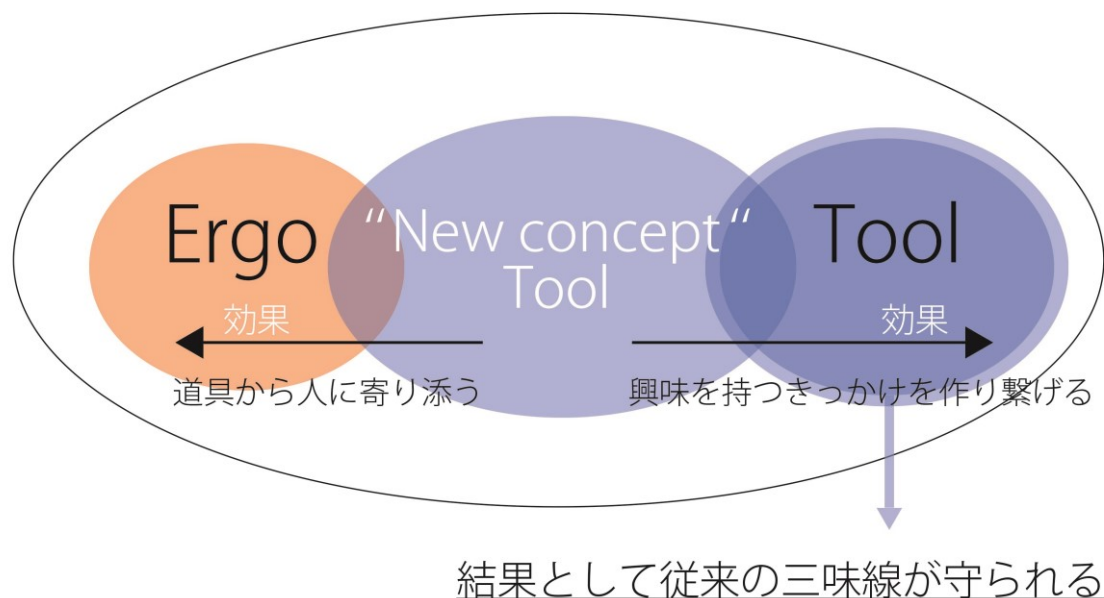 Ergo
“New concept“
Tool
Tool
効果
効果
道具から人に寄り添う
興味を持つきっかけを作り繋げる
結果として従来の三味線が守られる